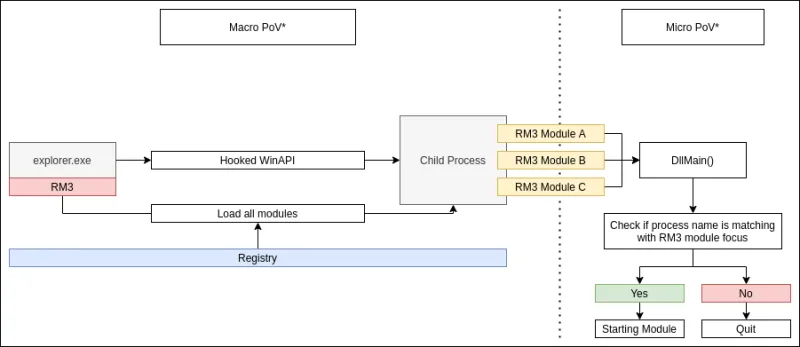 Macro PoV*
Micro PoV*
explorer.exe
RM3
Hooked WinAPI
Load all modules
Registry
Child Process
RM3 Module A
RM3 Module B
RM3 Module C
DllMain()
Check if process name is matching
with RM3 module focus
Yes
No
Starting Module
Quit